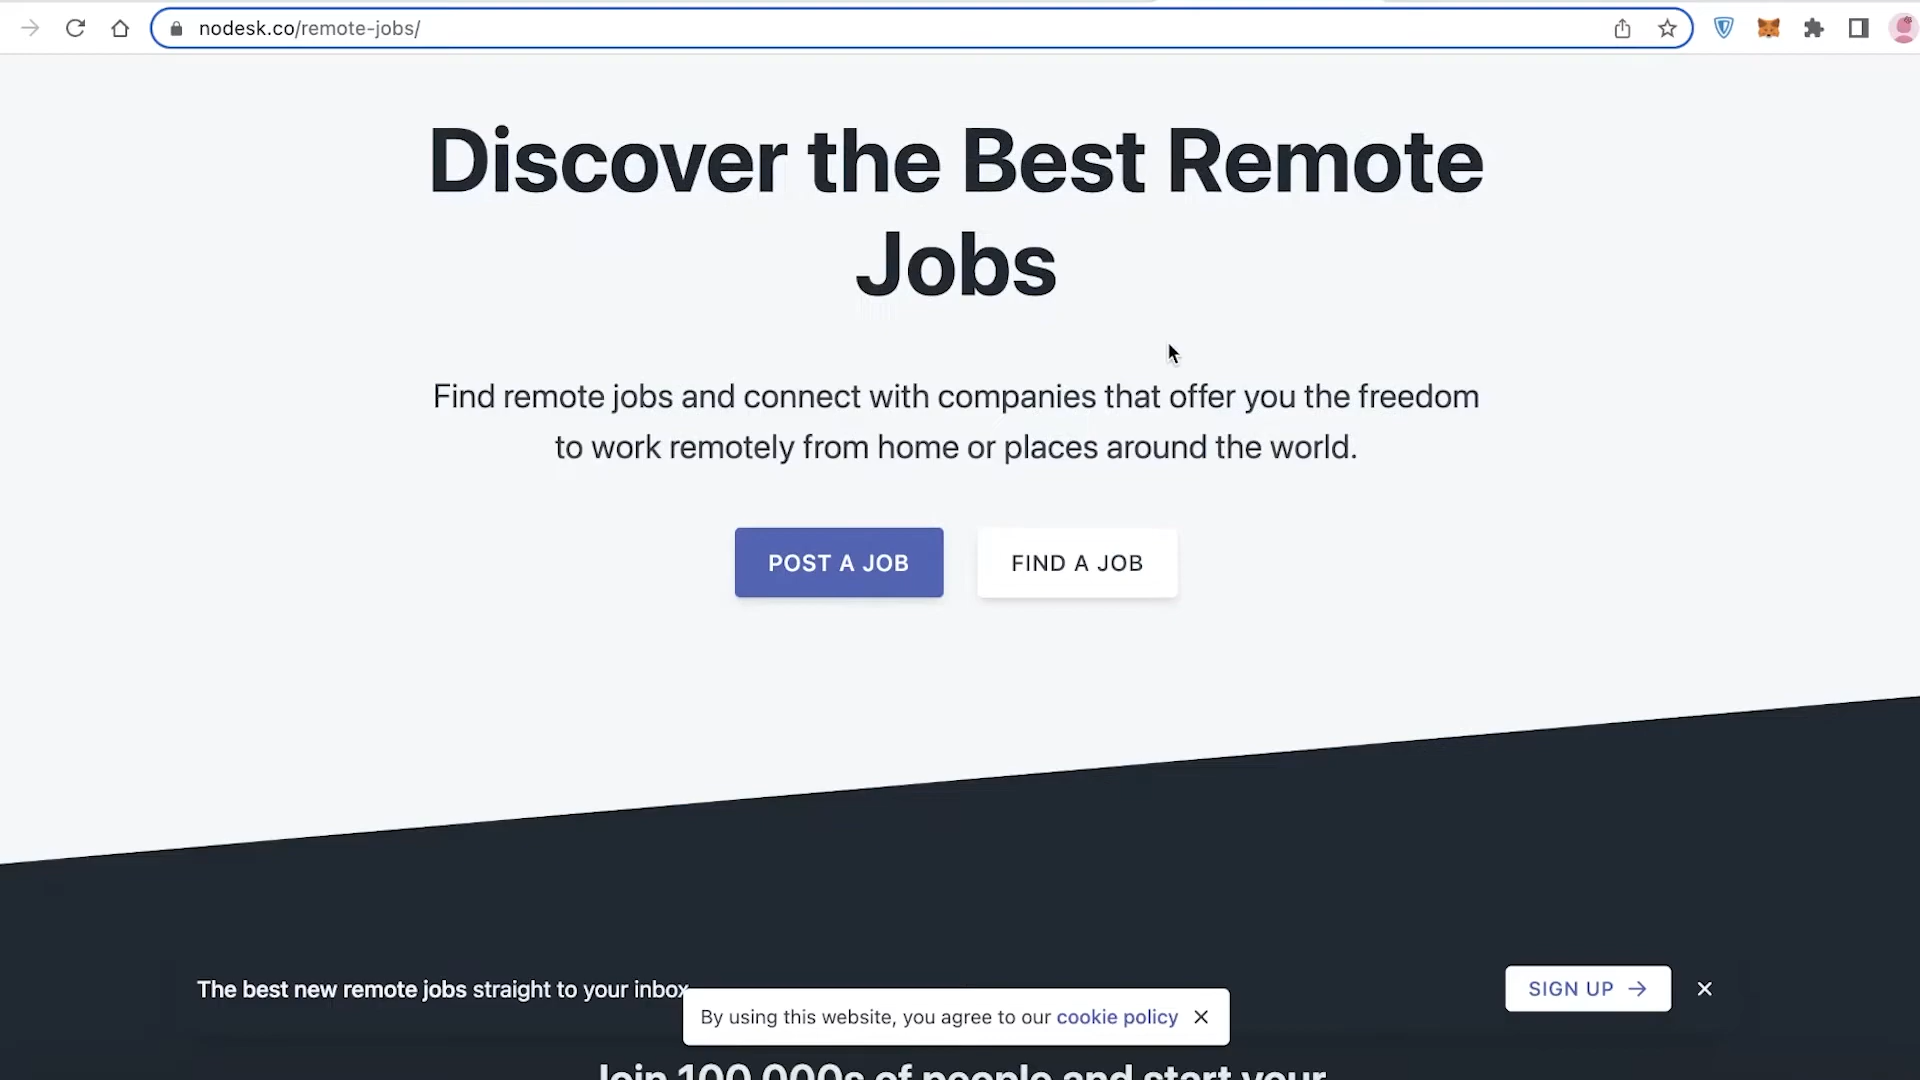 nodesk.co/remote-jobs/
Discover the Best Remote
Jobs
Find remote jobs and connect with companies that offer you the freedom
to work remotely from home or places around the world.
POST A JOB
FIND A JOB
The best new remote jobs straight to your inbox
SIGN UP →
By using this website, you agree to our cookie policy
Join 100,000s of people and start your